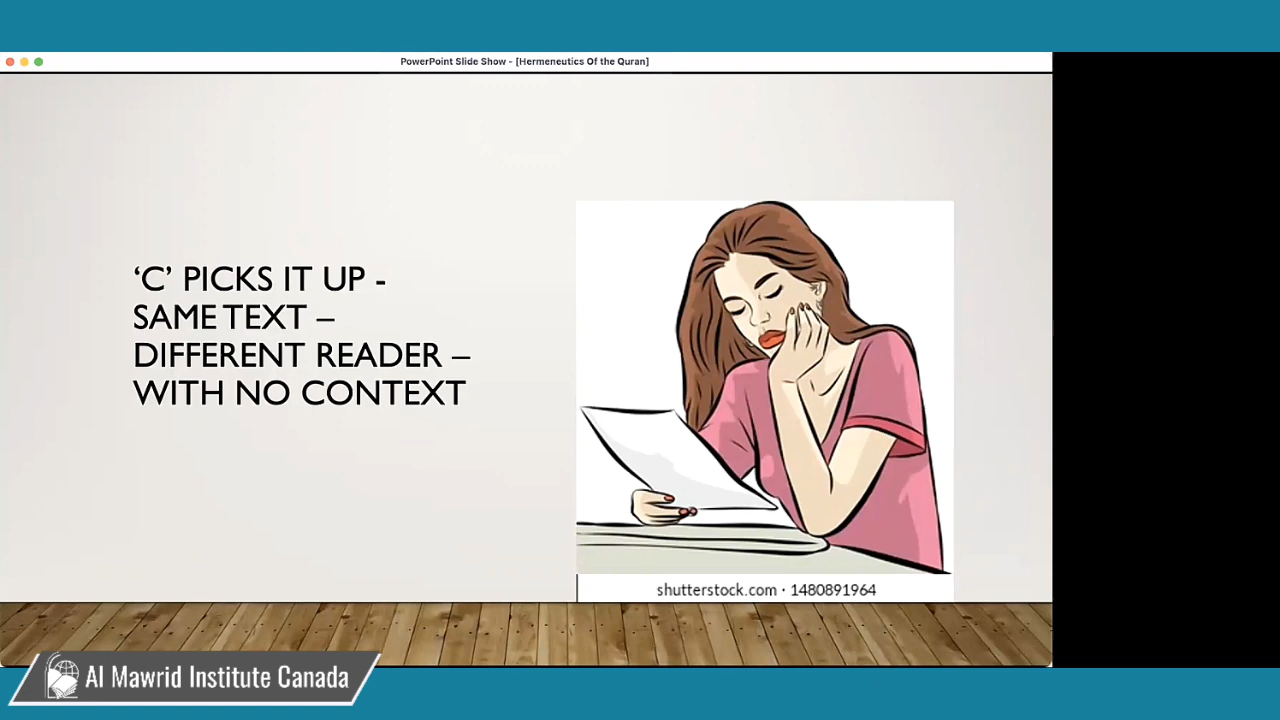 PowerPoint Slide Show - [Hermeneutics Of the Quran]
‘C’ PICKS IT UP -
SAME TEXT –
DIFFERENT READER –
WITH NO CONTEXT
shutterstock.com · 1480891964
Al Mawrid Institute Canada